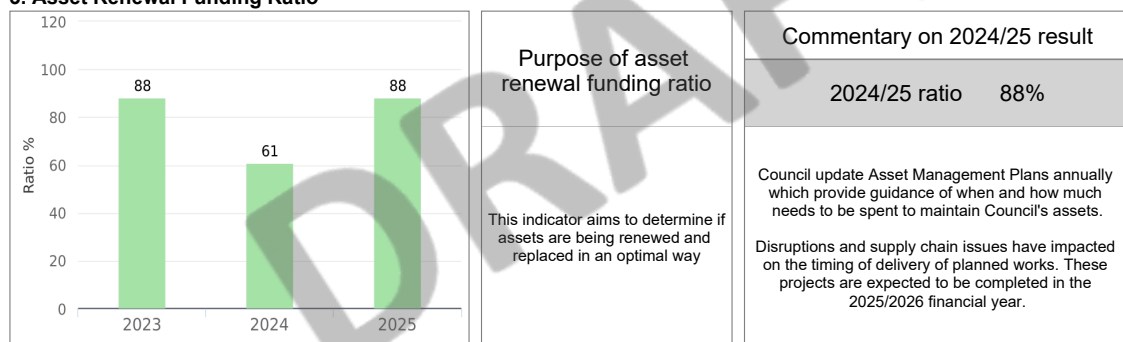 3. Asset Renewal Funding Ratio
120
100
80
60
40
20
0
Ratio %
88
61
88
2023
2024
2025
Purpose of asset
renewal funding ratio
This indicator aims to determine if
assets are being renewed and
replaced in an optimal way
Commentary on 2024/25 result
2024/25 ratio 88%
Council update Asset Management Plans annually
which provide guidance of when and how much
needs to be spent to maintain Council's assets.
Disruptions and supply chain issues have impacted
on the timing of delivery of planned works. These
projects are expected to be completed in the
2025/2026 financial year.
DRAF